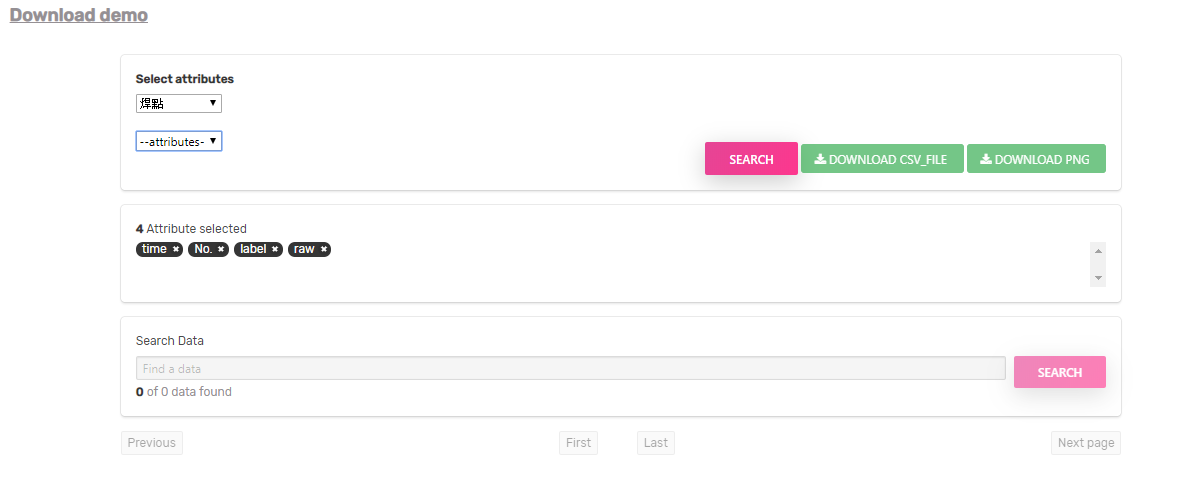 Download demo
Select attributes
焊點
--attributes-
SEARCH DOWNLOAD CSV_FILE DOWNLOAD PNG
4 Attribute selected
time No. label raw
Search Data
Find a data
SEARCH
0 of 0 data found
Previous First Last Next page